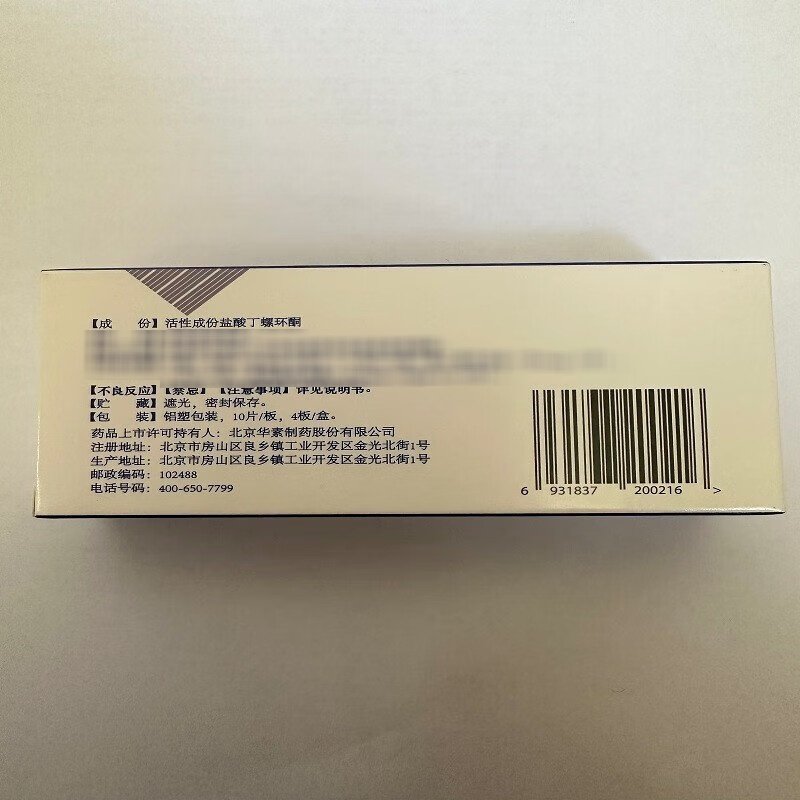 【成　份】活性成份盐酸丁螺环酮
【不良反应】【禁忌】【注意事项】详见说明书。
【贮　藏】遮光，密封保存。
【包　装】铝塑包装，10片/板，4板/盒。
药品上市许可持有人：北京华素制药股份有限公司
注册地址：北京市房山区良乡镇工业开发区金光北街1号
生产地址：北京市房山区良乡镇工业开发区金光北街1号
邮政编码：102488
电话号码：400-650-7799
6 931837 200216 >